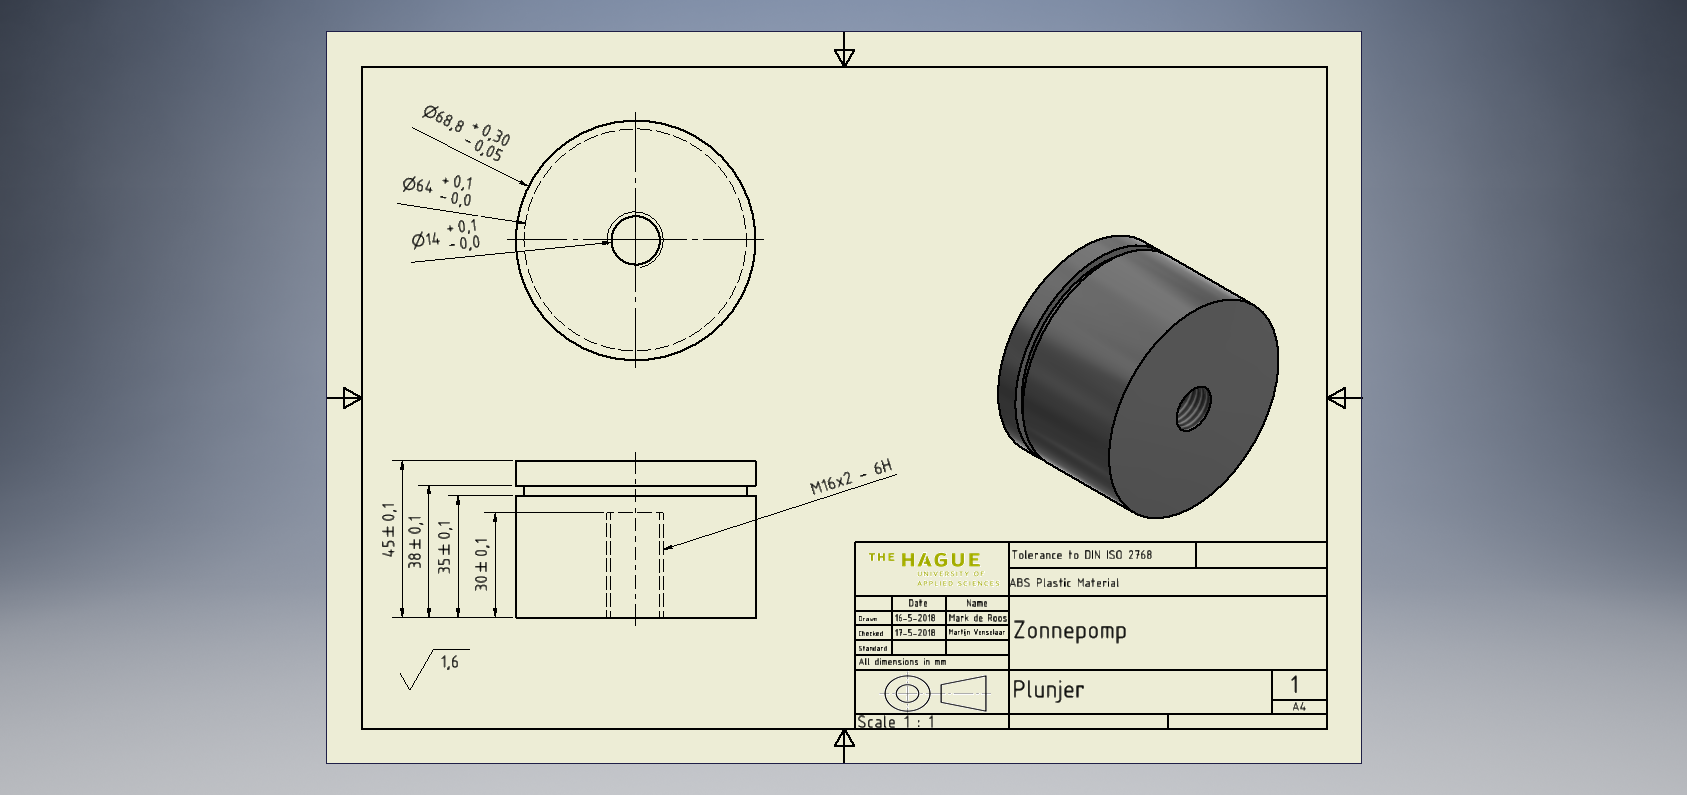 Ø68,8 +0,30
-0,05
Ø64 +0,1
-0,0
Ø14 +0,1
-0,0
M16x2 - 6H
45±0,1
38±0,1
35±0,1
30±0,1
1,6
THE HAGUE
UNIVERSITY OF
APPLIED SCIENCES
Tolerance to DIN ISO 2768
ABS Plastic Material
Date Name
Drawn 16-5-2018 Mark de Roos
Checked 17-5-2018 Martijn Venselaar
Standard
Zonnepomp
All dimensions in mm
Plunjer
1
A4
Scale 1 : 1